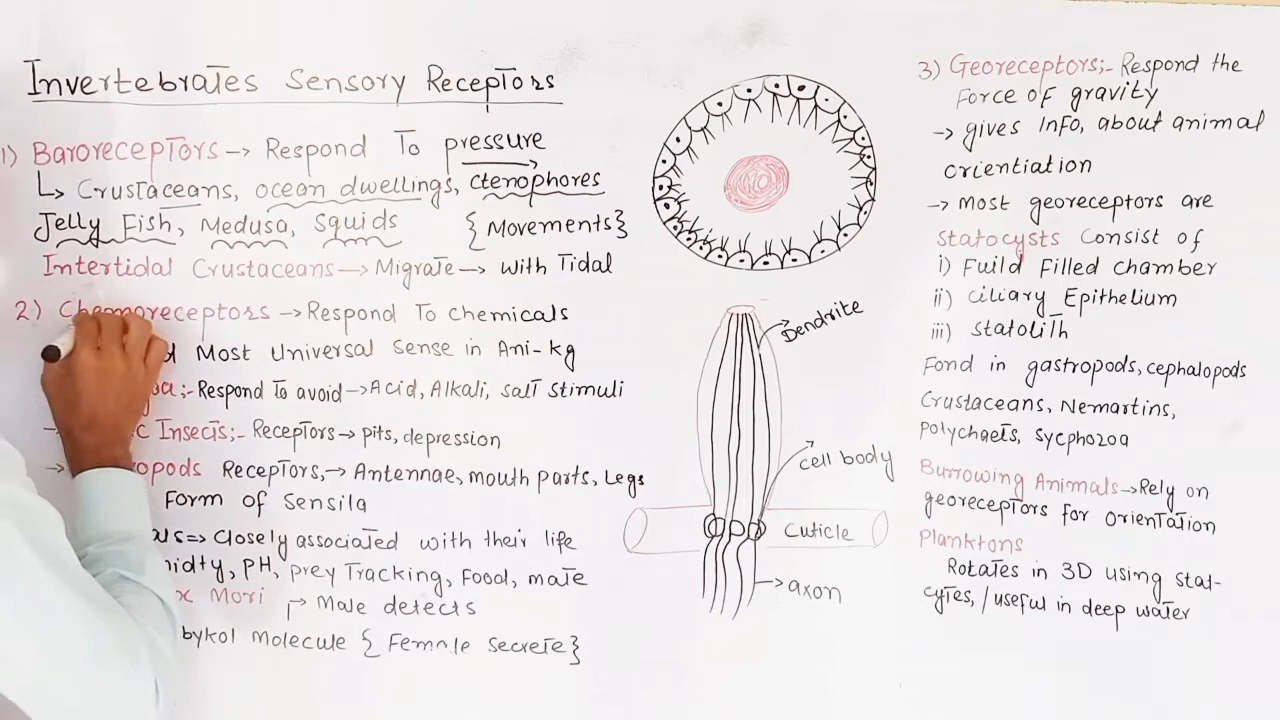 Invertebrates Sensory Receptors
1) Baroreceptors → Respond To pressure
↳ Crustaceans, ocean dwellings, ctenophores
Jelly Fish, Medusa, Squids {Movements}
Intertidal Crustaceans → Migrate → with Tidal
2) Chemoreceptors → Respond To chemicals
Most Universal Sense in Ani-kg
:- Respond To avoid → Acid, Alkali, salt stimuli
Insects;- Receptors → pits, depression
Receptors, → Antennae, mouth parts, Legs
Form of Sensila
=> Closely associated with their life
pH, prey Tracking, Food, mate
Mori → Male detects
bykol molecule { Female secrete}
Dendrite
cell body
Cuticle
→ axon
3) Georeceptors;- Respond the
Force of gravity
→ gives info, about animal
orientiation
→ most georeceptors are
Statocysts Consist of
i) Fuild Filled chamber
ii) ciliary Epithelium
iii) statolith
Fond in gastropods, cephalopods
Crustaceans, Nemartins,
polychaets, sycphozoa
Burrowing Animals → Rely on
georeceptors for orientation
Planktons
Rotates in 3D using stat-
cytes, / useful in deep water